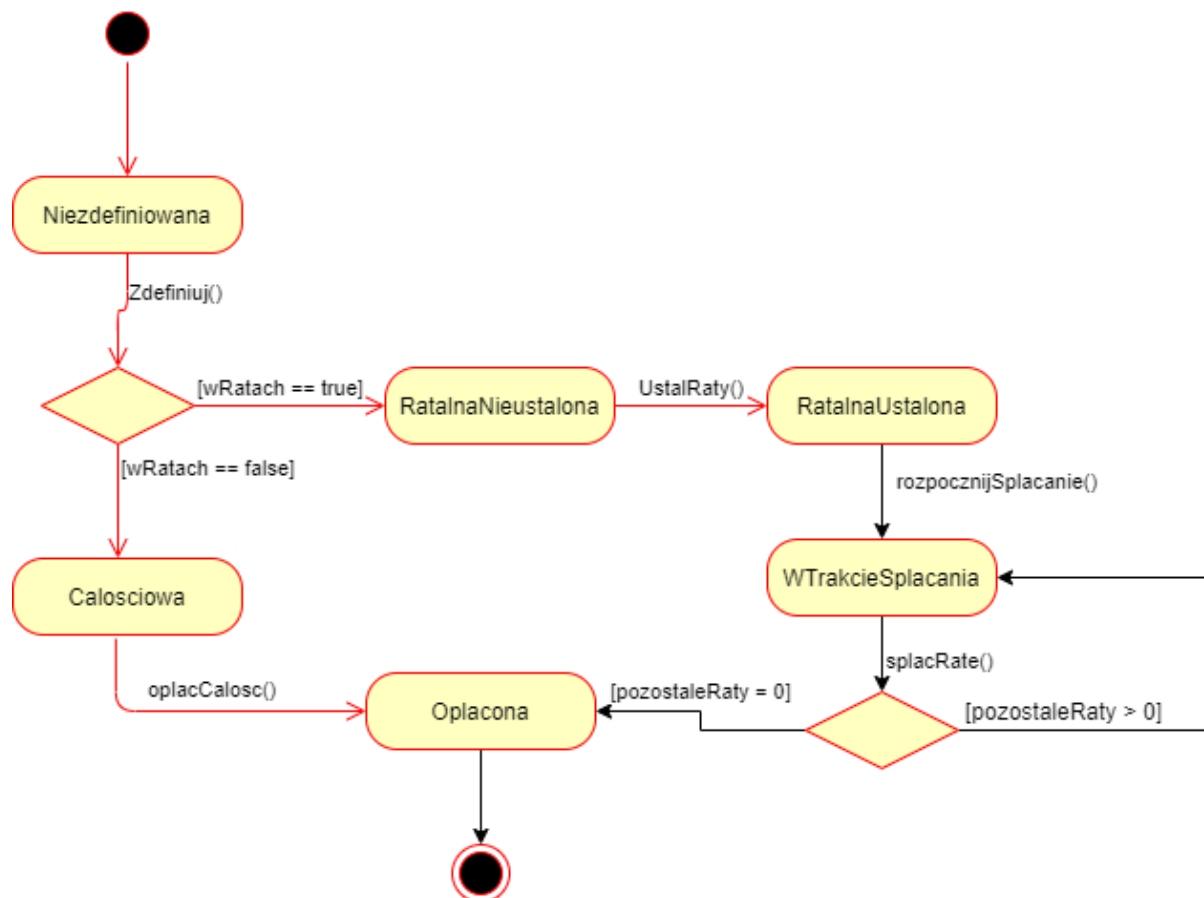 Niezdefiniowana
Zdefiniuj()
[wRatach == true]
RatalnaNieustalona
UstalRaty()
RatalnaUstalona
[wRatach == false]
rozpocznijSplacanie()
Calosciowa
WTrakcieSplacania
oplacCalosc()
splacRate()
Oplacona
[pozostaleRaty = 0]
[pozostaleRaty > 0]